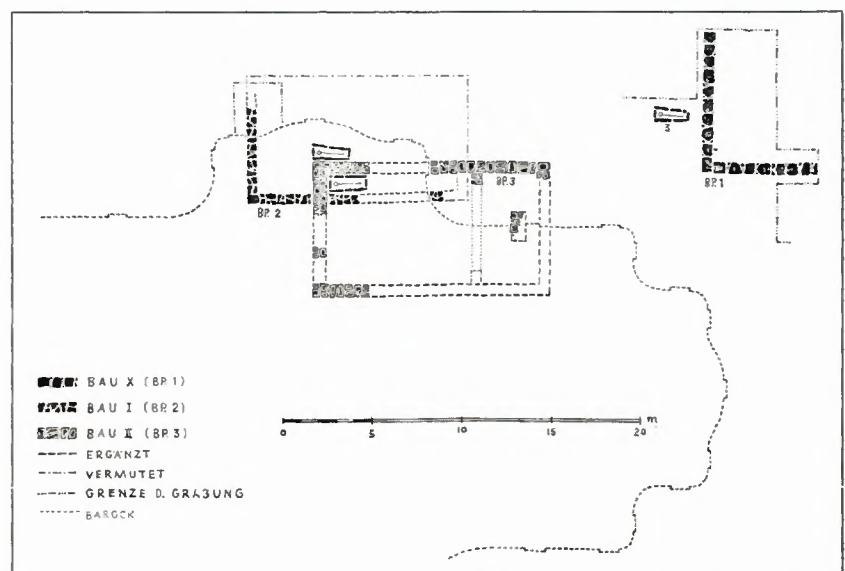 3
BP.1
BP.3
BP. 2
BAU X (BP.1)
BAU I (BP.2)
BAU II (BP.3)
ERGÄNZT
VERMUTET
GRENZE D. GRABUNG
BAROCK
0 5 10 15 20 m